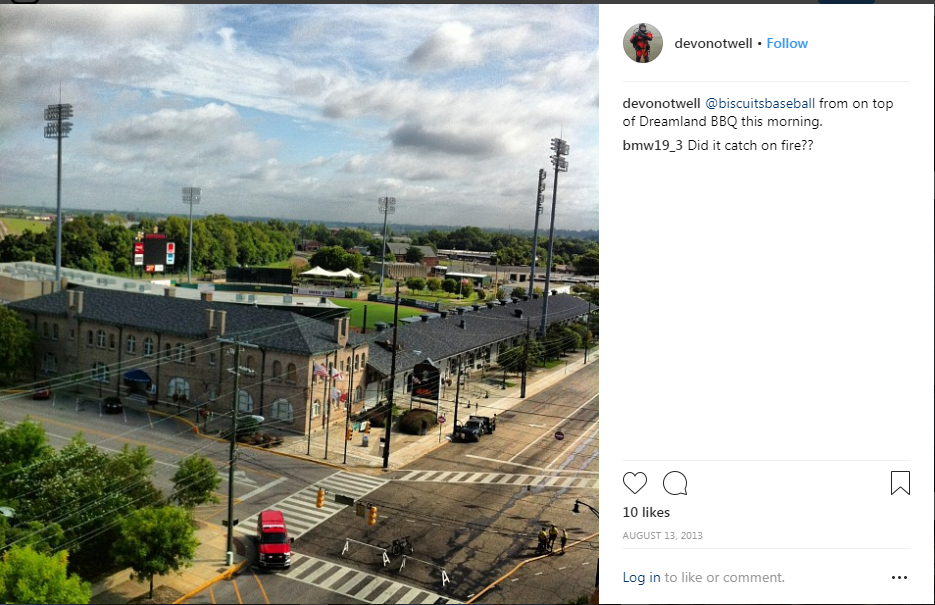 devonotwell • Follow
devonotwell @biscuitsbaseball from on top
of Dreamland BBQ this morning.
bmw19_3 Did it catch on fire??
10 likes
AUGUST 13, 2013
Log in to like or comment.